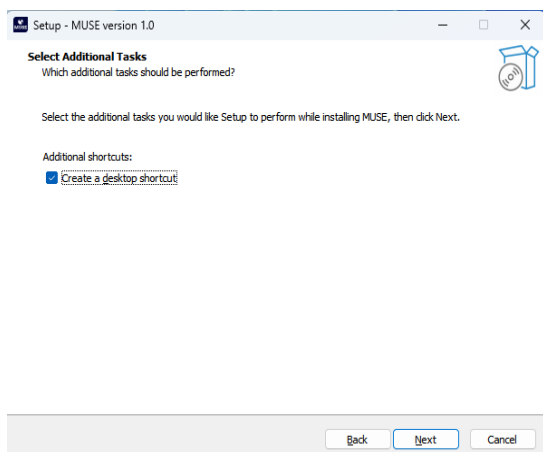 Setup - MUSE version 1.0
Select Additional Tasks
Which additional tasks should be performed?
Select the additional tasks you would like Setup to perform while installing MUSE, then click Next.
Additional shortcuts:
Create a desktop shortcut
Back Next Cancel